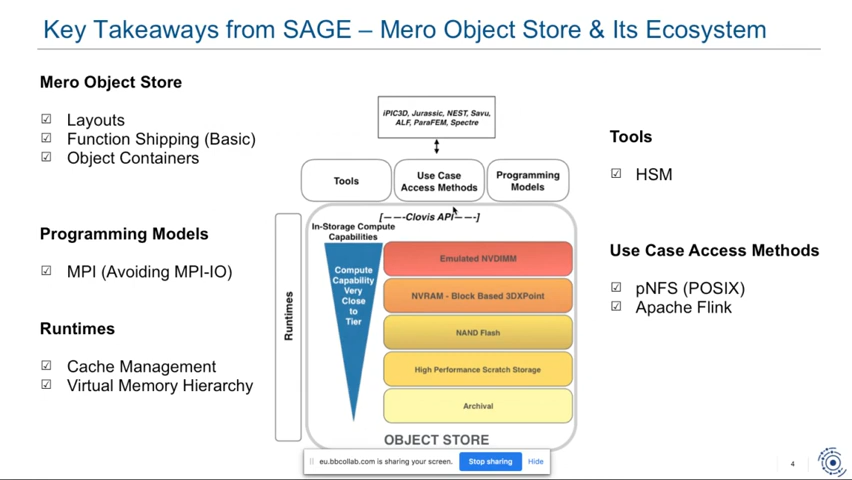 Key Takeaways from SAGE – Mero Object Store & Its Ecosystem
Mero Object Store
☑ Layouts
☑ Function Shipping (Basic)
☑ Object Containers
Programming Models
☑ MPI (Avoiding MPI-IO)
Runtimes
☑ Cache Management
☑ Virtual Memory Hierarchy
iPIC3D, Jurassic, NEST, Savu,
ALF, ParaFEM, Spectre
Tools
Use Case
Access Methods
Programming
Models
[———Clovis API———]
In-Storage Compute
Capabilities
Compute
Capability
Very
Close
to
Tier
Runtimes
Emulated NVDIMM
NVRAM - Block Based 3DXPoint
NAND Flash
High Performance Scratch Storage
Archival
OBJECT STORE
Tools
☑ HSM
Use Case Access Methods
☑ pNFS (POSIX)
☑ Apache Flink
eu.bbcollab.com is sharing your screen.
Stop sharing
Hide
4